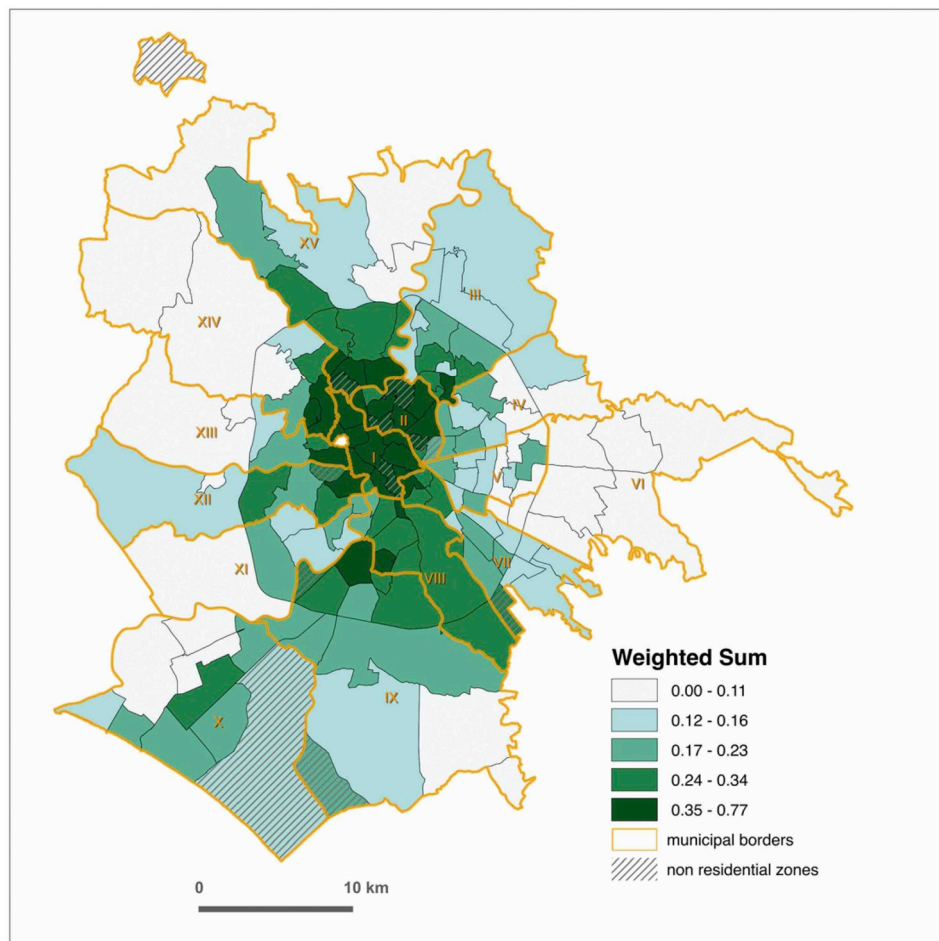 XV
III
XIV
IV
XIII
II
I
V
VI
XII
XI
VIII
VII
IX
X
Weighted Sum
0.00 - 0.11
0.12 - 0.16
0.17 - 0.23
0.24 - 0.34
0.35 - 0.77
municipal borders
non residential zones
0 10 km